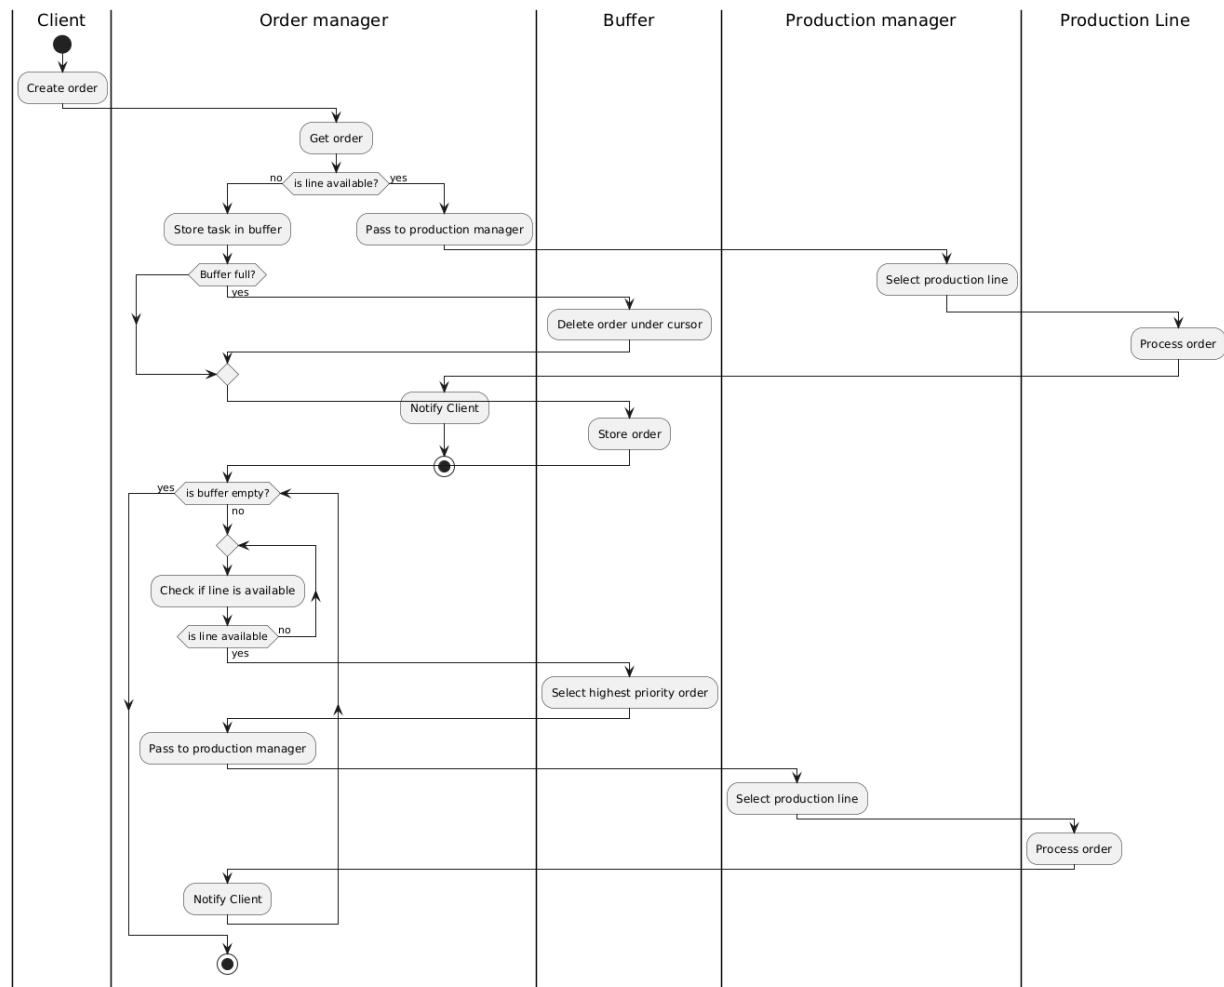 Client
Order manager
Buffer
Production manager
Production Line
Create order
Get order
no
is line available?
yes
Store task in buffer
Pass to production manager
Buffer full?
yes
Select production line
Delete order under cursor
Process order
Notify Client
Store order
yes
is buffer empty?
no
Check if line is available
is line available
no
yes
Select highest priority order
Pass to production manager
Select production line
Process order
Notify Client